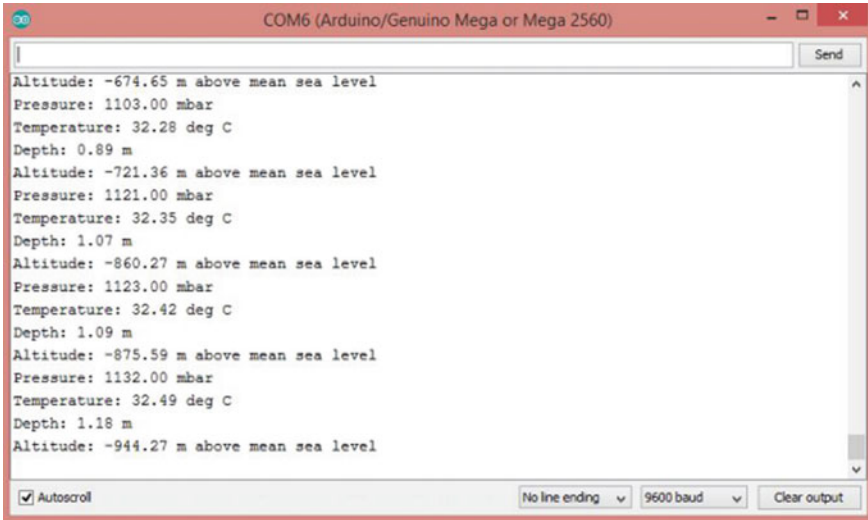 COM6 (Arduino/Genuino Mega or Mega 2560)
Send
Altitude: -674.65 m above mean sea level
Pressure: 1103.00 mbar
Temperature: 32.28 deg C
Depth: 0.89 m
Altitude: -721.36 m above mean sea level
Pressure: 1121.00 mbar
Temperature: 32.35 deg C
Depth: 1.07 m
Altitude: -860.27 m above mean sea level
Pressure: 1123.00 mbar
Temperature: 32.42 deg C
Depth: 1.09 m
Altitude: -875.59 m above mean sea level
Pressure: 1132.00 mbar
Temperature: 32.49 deg C
Depth: 1.18 m
Altitude: -944.27 m above mean sea level
Autoscroll No line ending 9600 baud Clear output